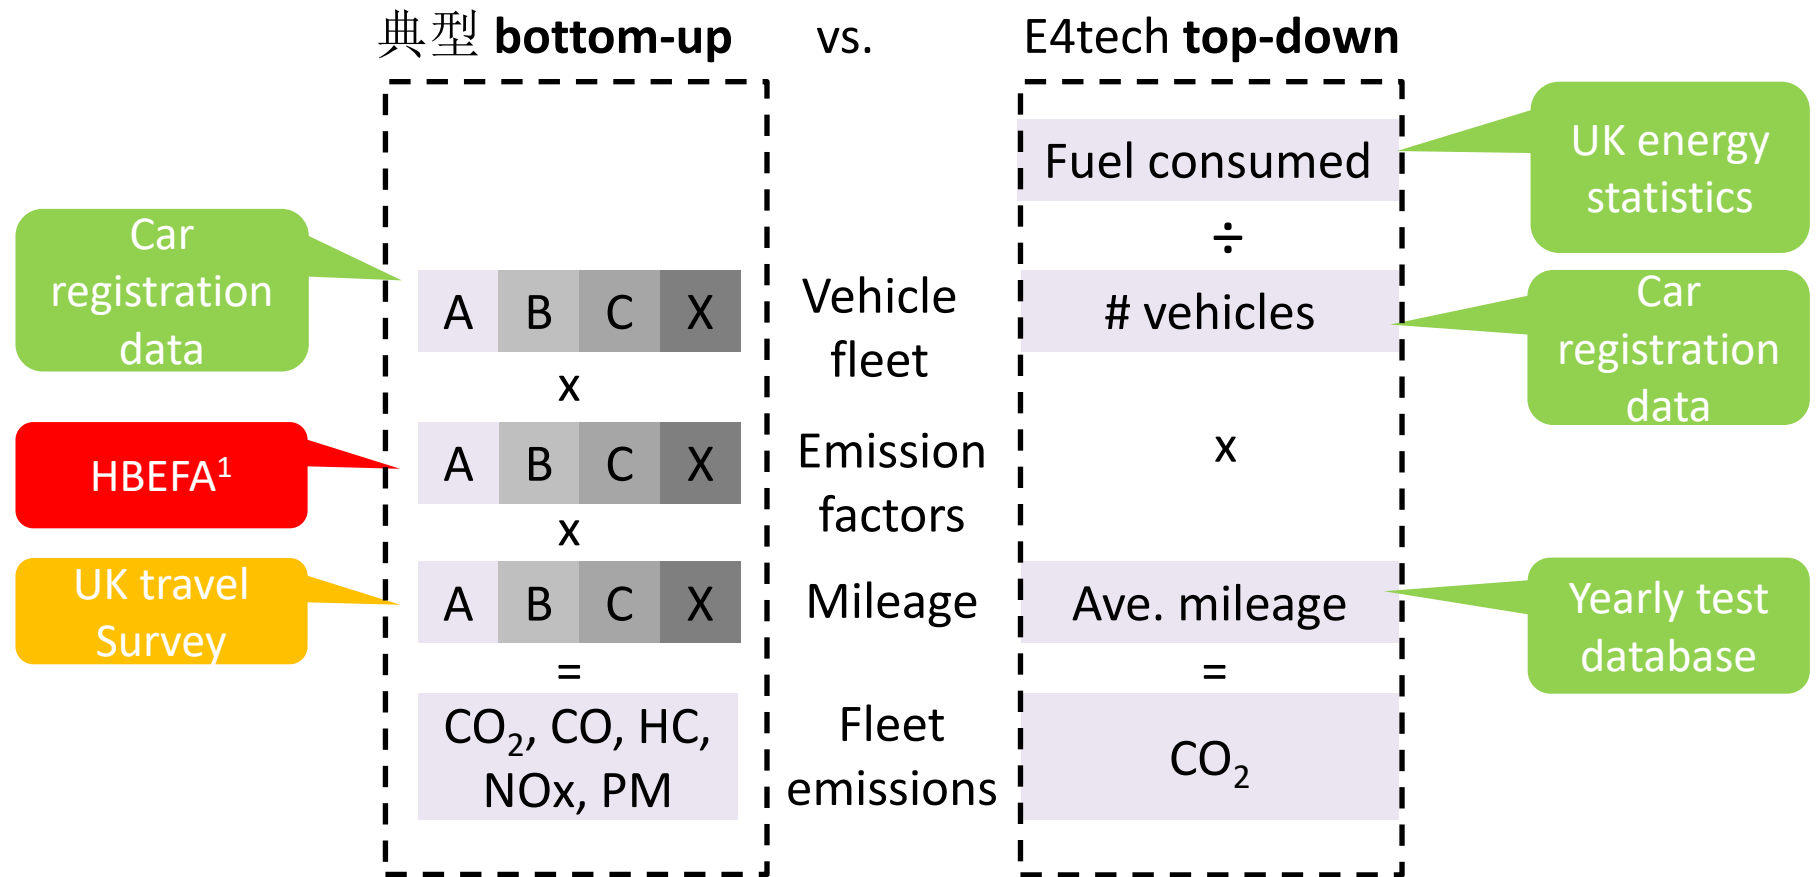 典型 bottom-up vs. E4tech top-down
Fuel consumed
UK energy
statistics
÷
Car
registration
data
A B C X
Vehicle
fleet
# vehicles
Car
registration
data
x
HBEFA¹
A B C X
Emission
factors
x
x
UK travel
Survey
A B C X
Mileage
Ave. mileage
Yearly test
database
=
=
CO₂, CO, HC,
NOx, PM
Fleet
emissions
CO₂